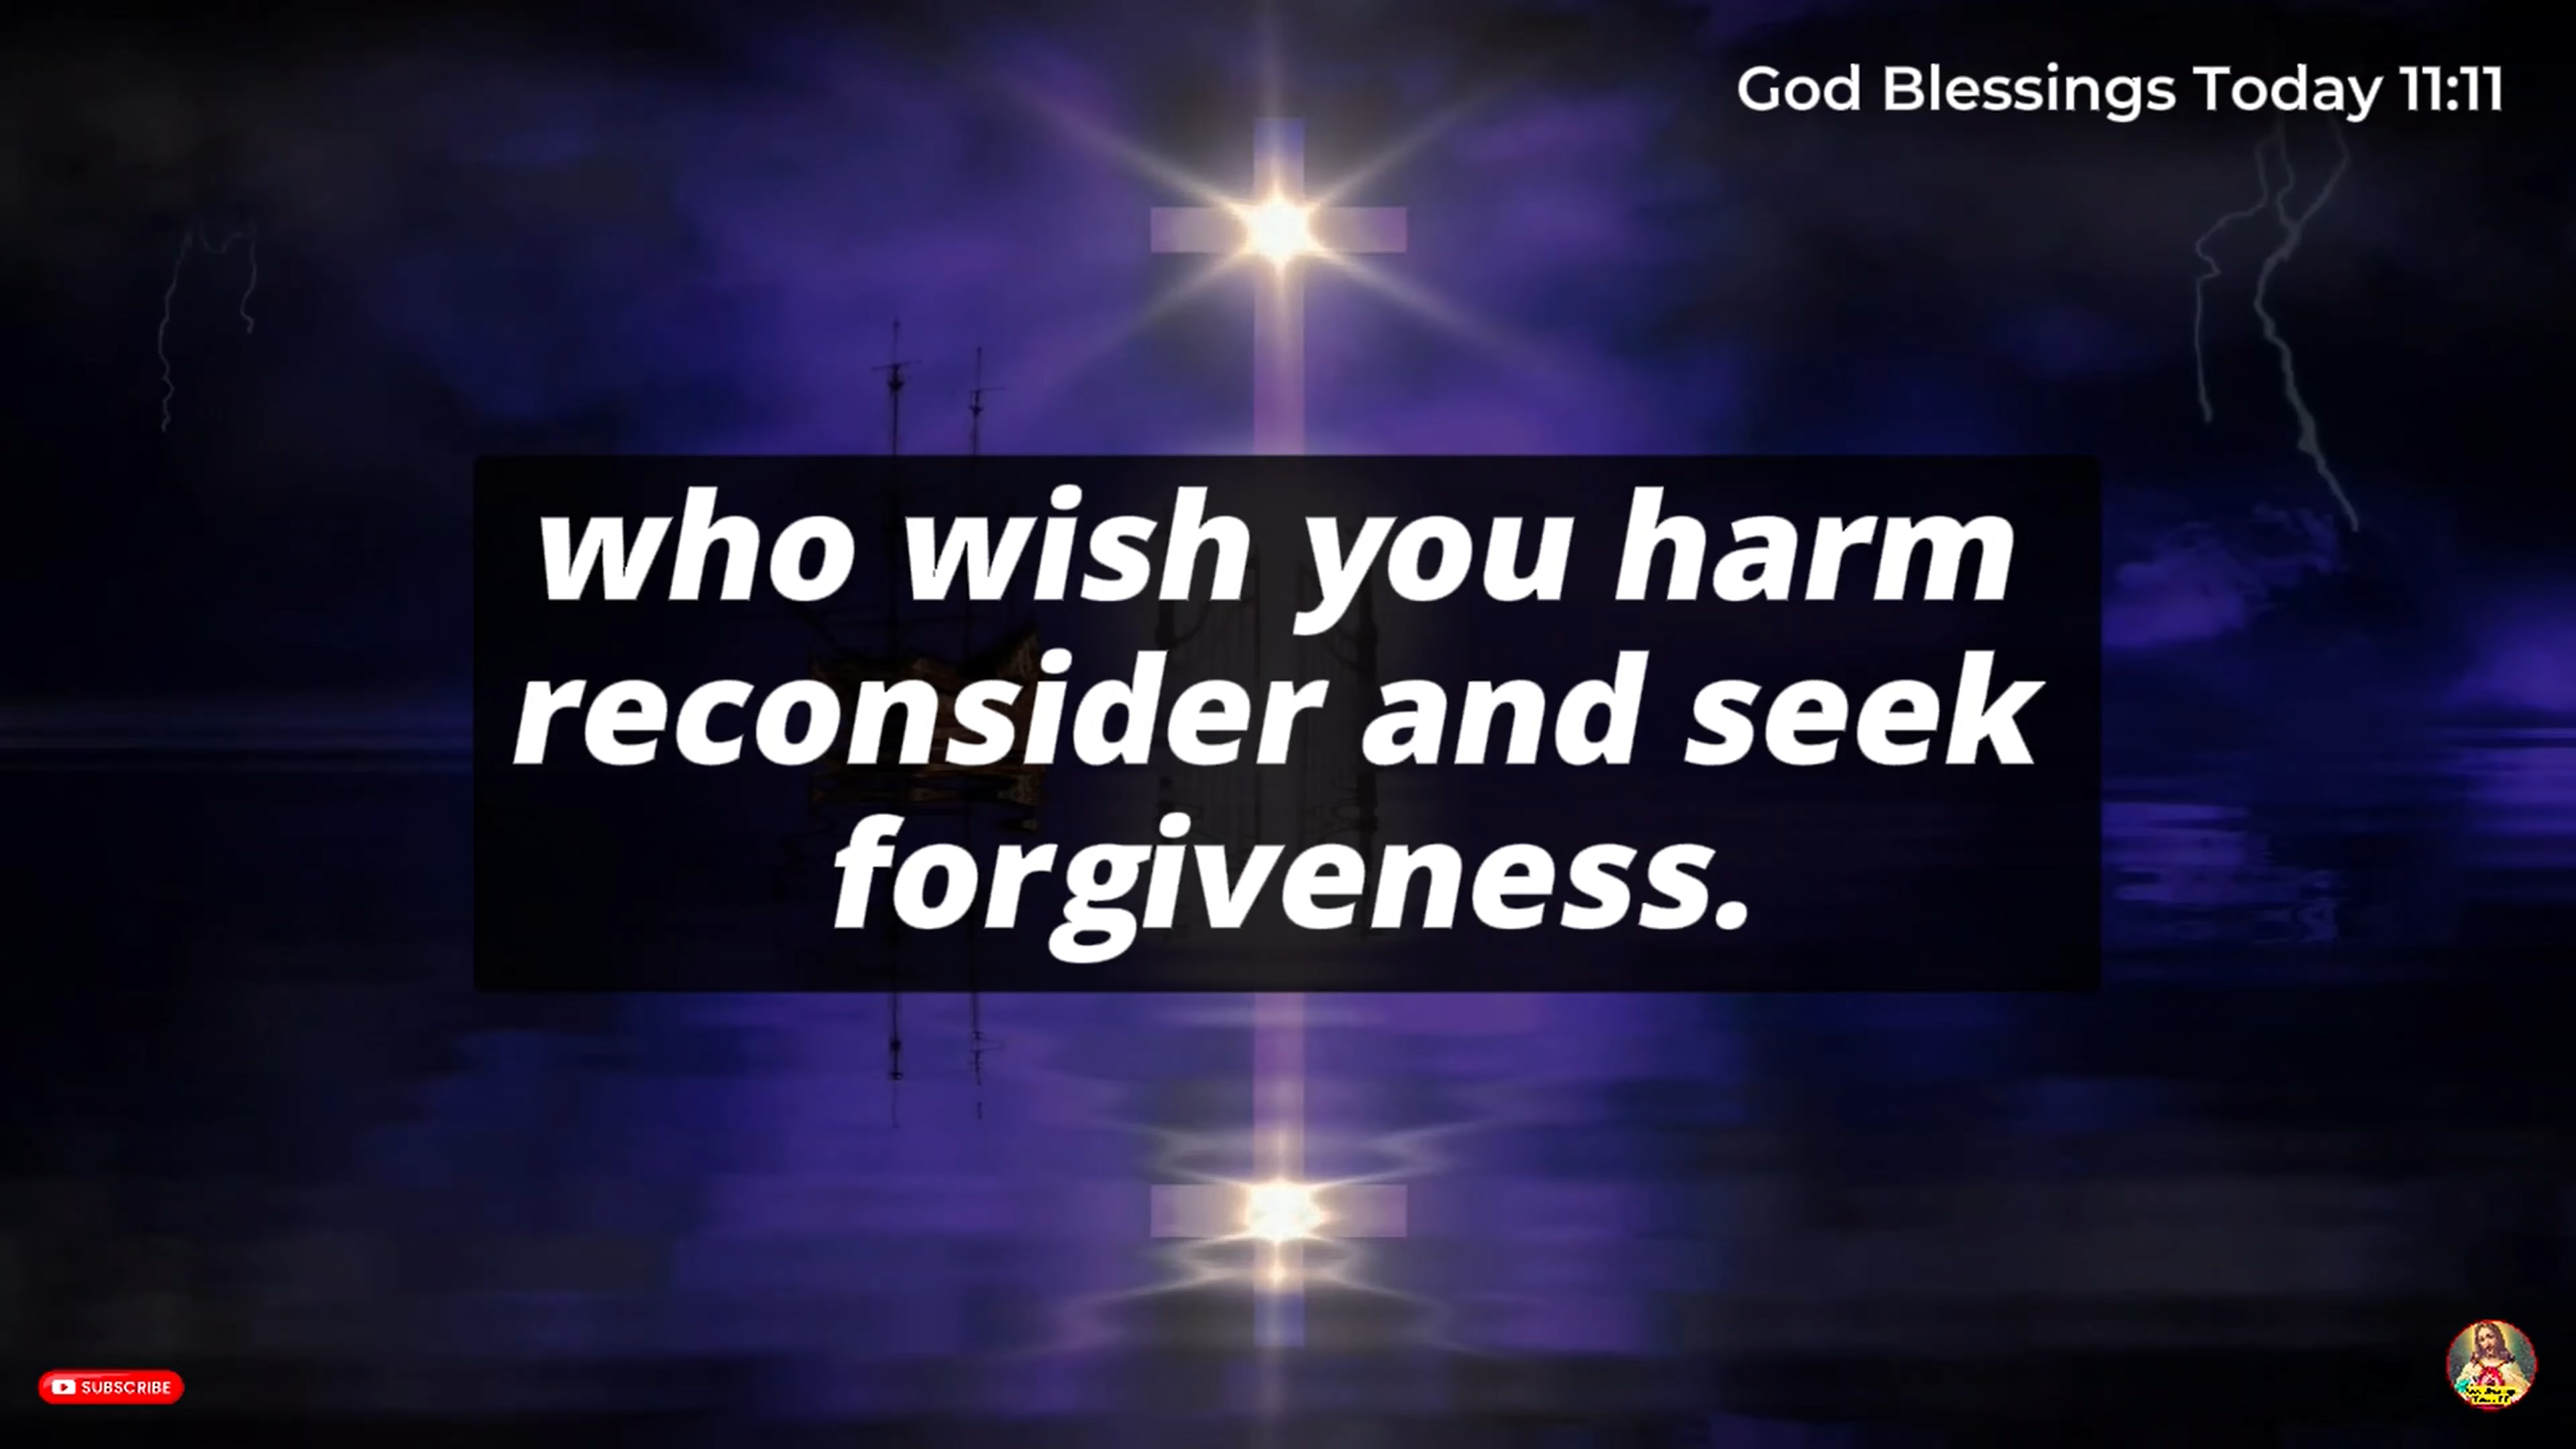 God Blessings Today 11:11
who wish you harm
reconsider and seek
forgiveness.
SUBSCRIBE